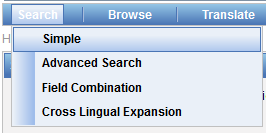 Search Browse Translate
H
Simple
Advanced Search
Field Combination
Cross Lingual Expansion